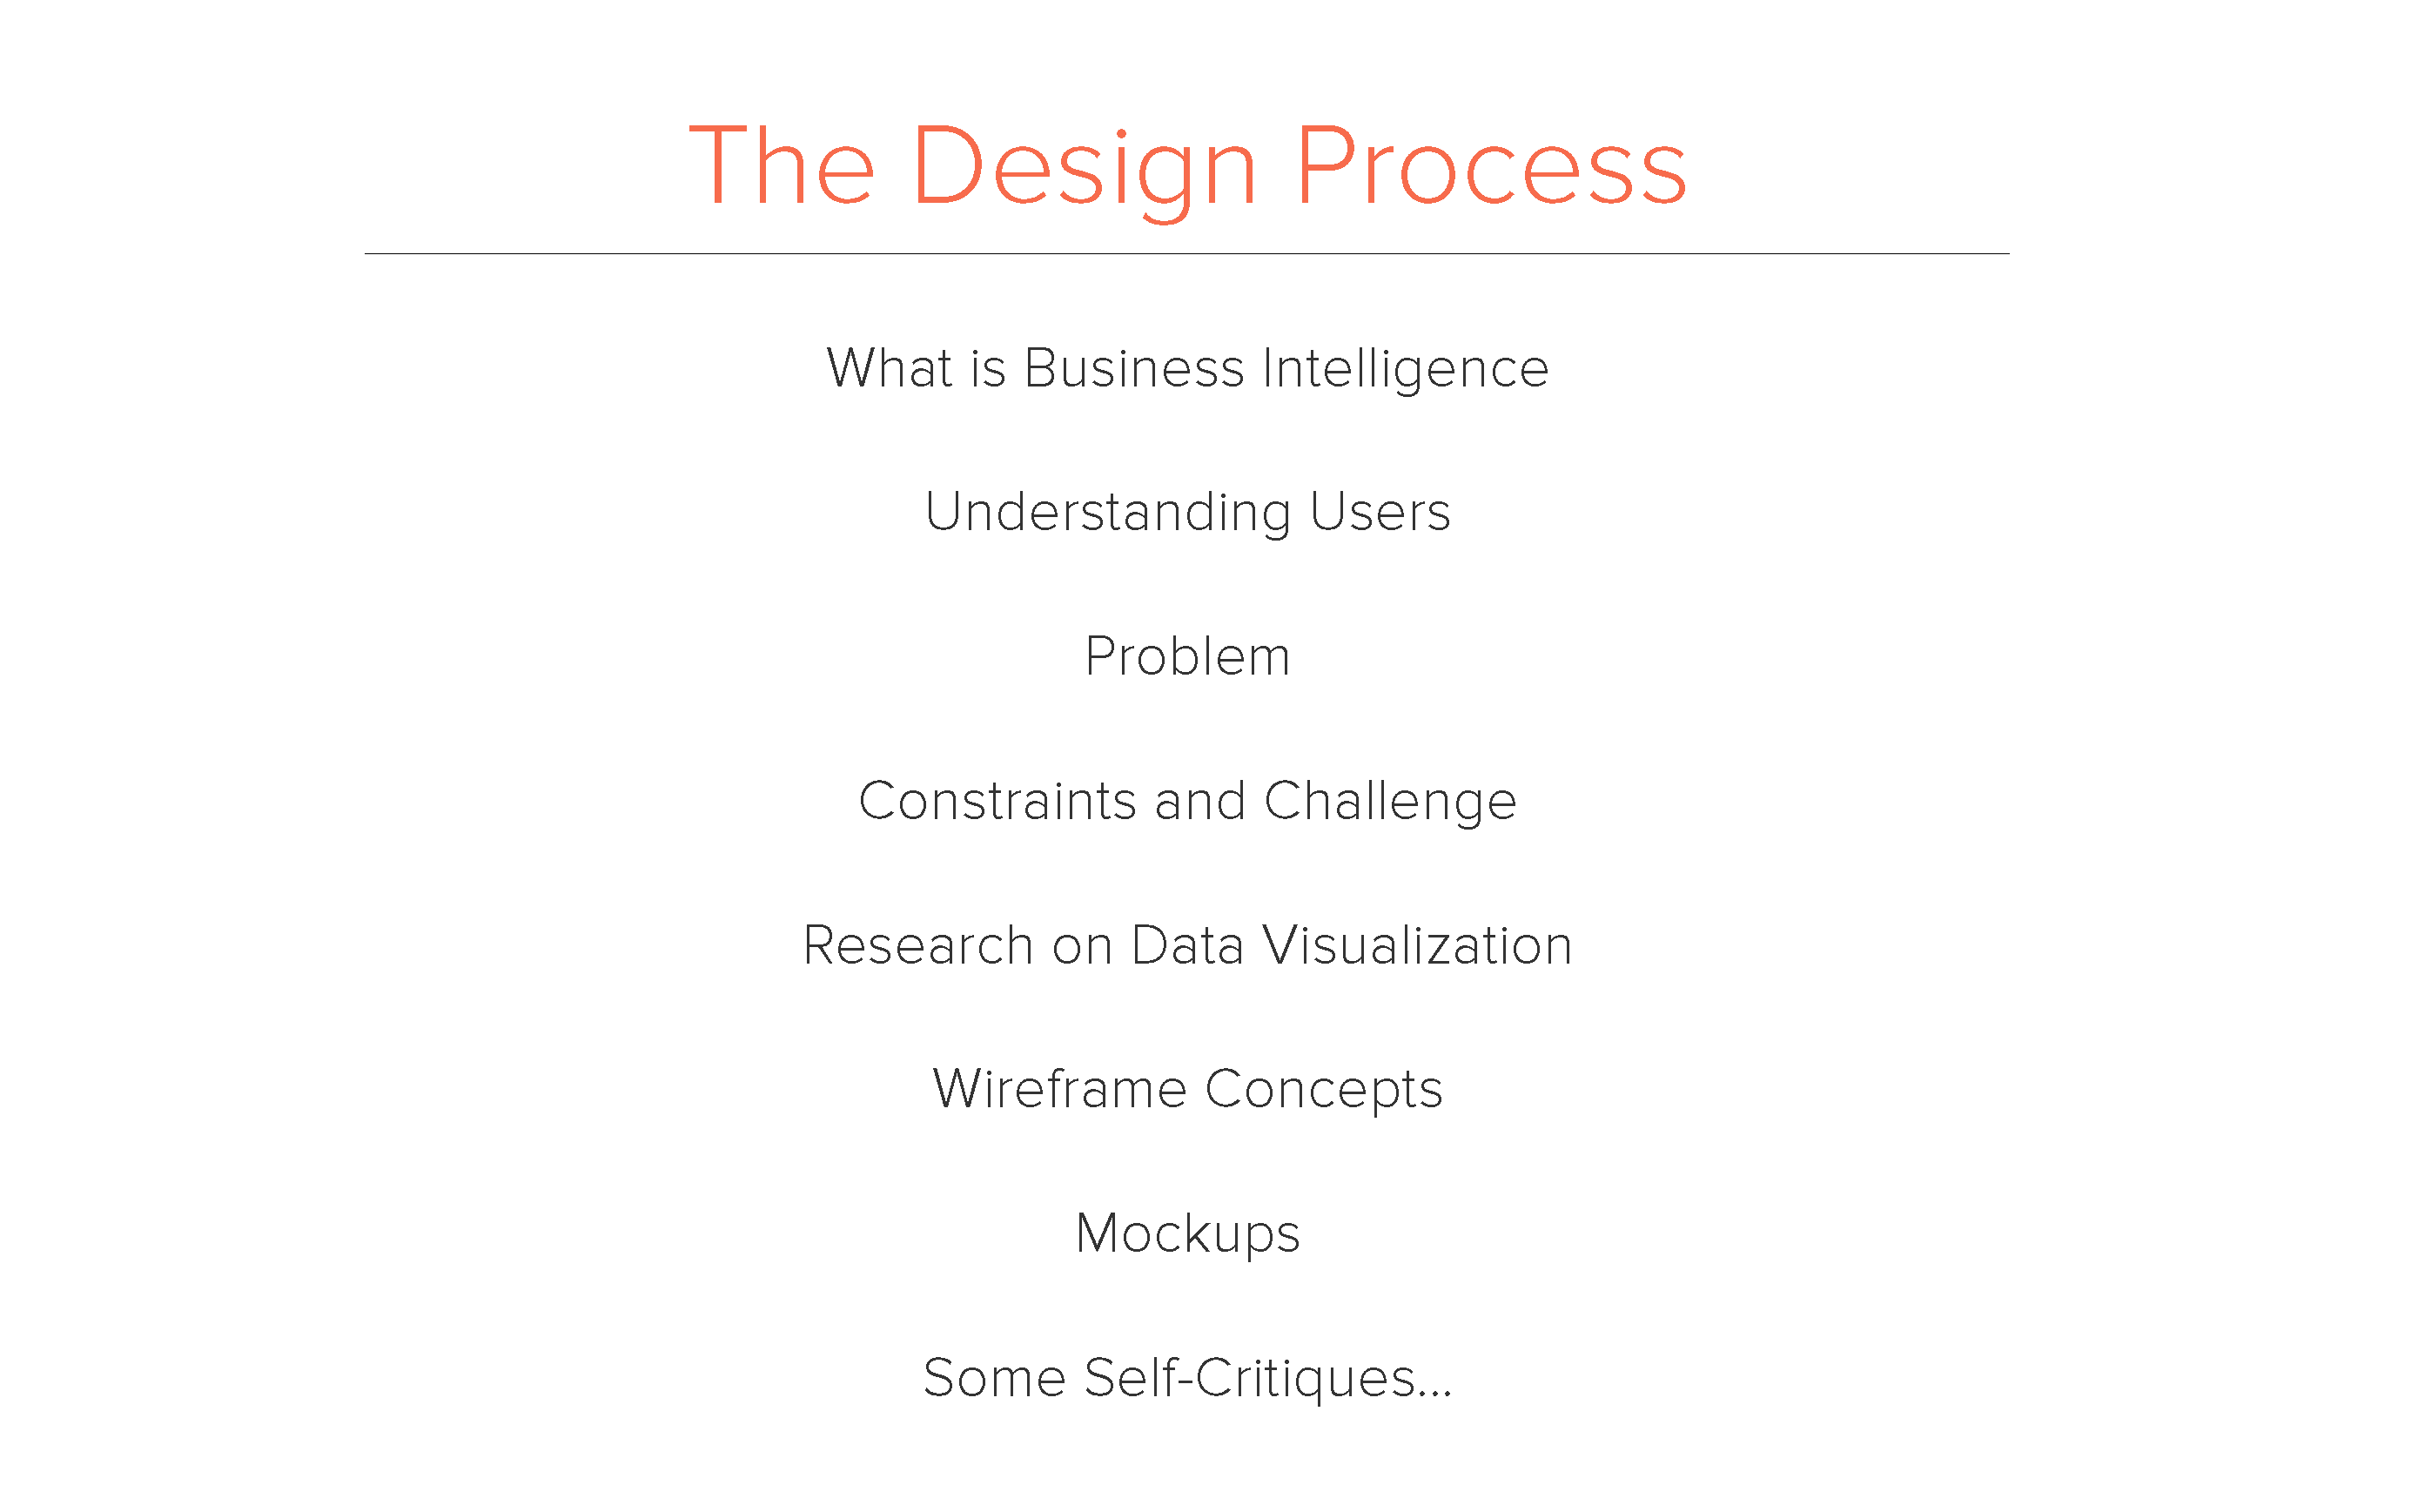 The Design Process
What is Business Intelligence
Understanding Users
Problem
Constraints and Challenge
Research on Data Visualization
Wireframe Concepts
Mockups
Some Self-Critiques...